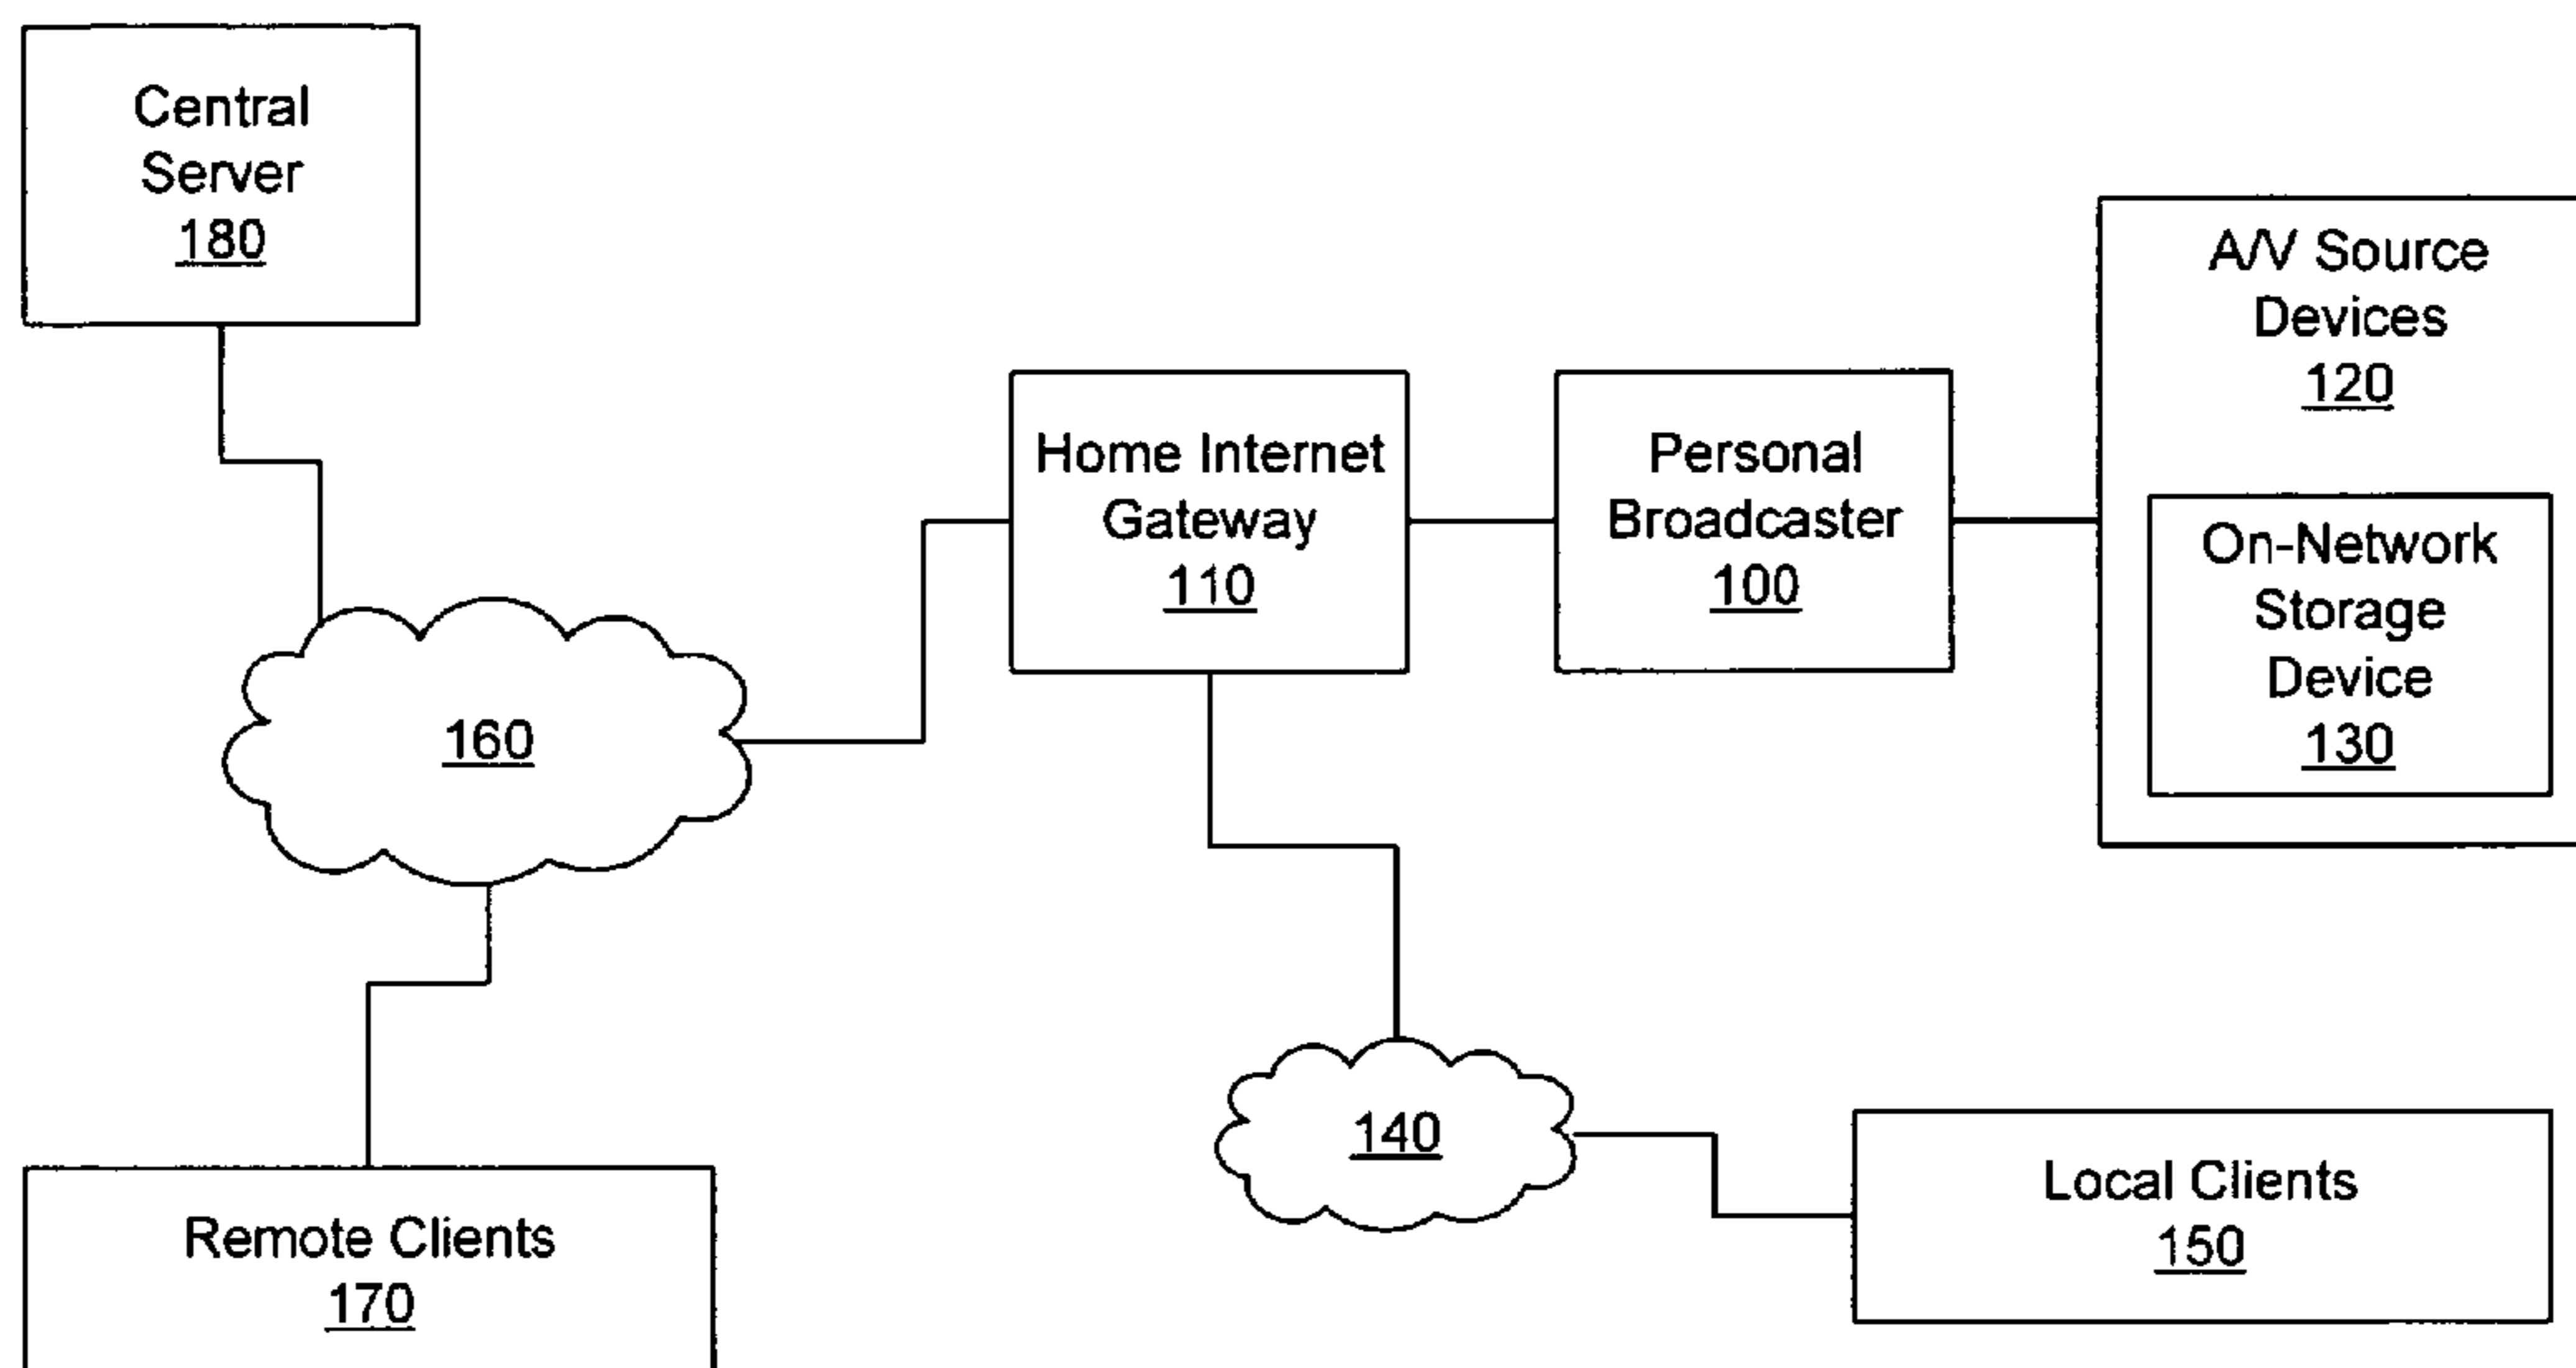 Central
Server
180
A/V Source
Devices
120
Home Internet
Gateway
110
Personal
Broadcaster
100
On-Network
Storage
Device
130
160
140
Local Clients
150
Remote Clients
170